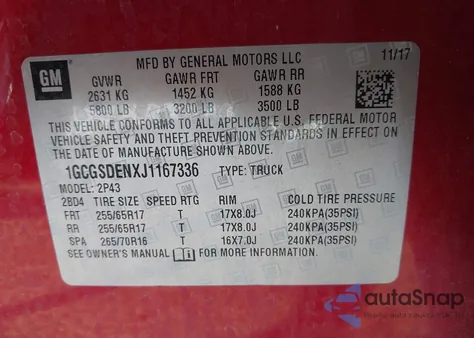 GM
MFD BY GENERAL MOTORS LLC 11/17
GVWR GAWR FRT GAWR RR
2631 KG 1452 KG 1588 KG
5800 LB 3200 LB 3500 LB
THIS VEHICLE CONFORMS TO ALL APPLICABLE U.S. FEDERAL MOTOR
VEHICLE SAFETY AND THEFT PREVENTION STANDARDS IN EFFECT ON
THE DATE OF MANUFACTURE SHOWN ABOVE.
1GCGSDENXJ1167336 TYPE: TRUCK
MODEL: 2P43
2BD4 TIRE SIZE SPEED RTG RIM COLD TIRE PRESSURE
FRT 255/65R17 T 17X8.0J 240KPA(35PSI)
RR 255/65R17 T 17X8.0J 240KPA(35PSI)
SPA 265/70R16 T 16X7.0J 240KPA(35PSI)
SEE OWNER'S MANUAL FOR MORE INFORMATION
autoSnap